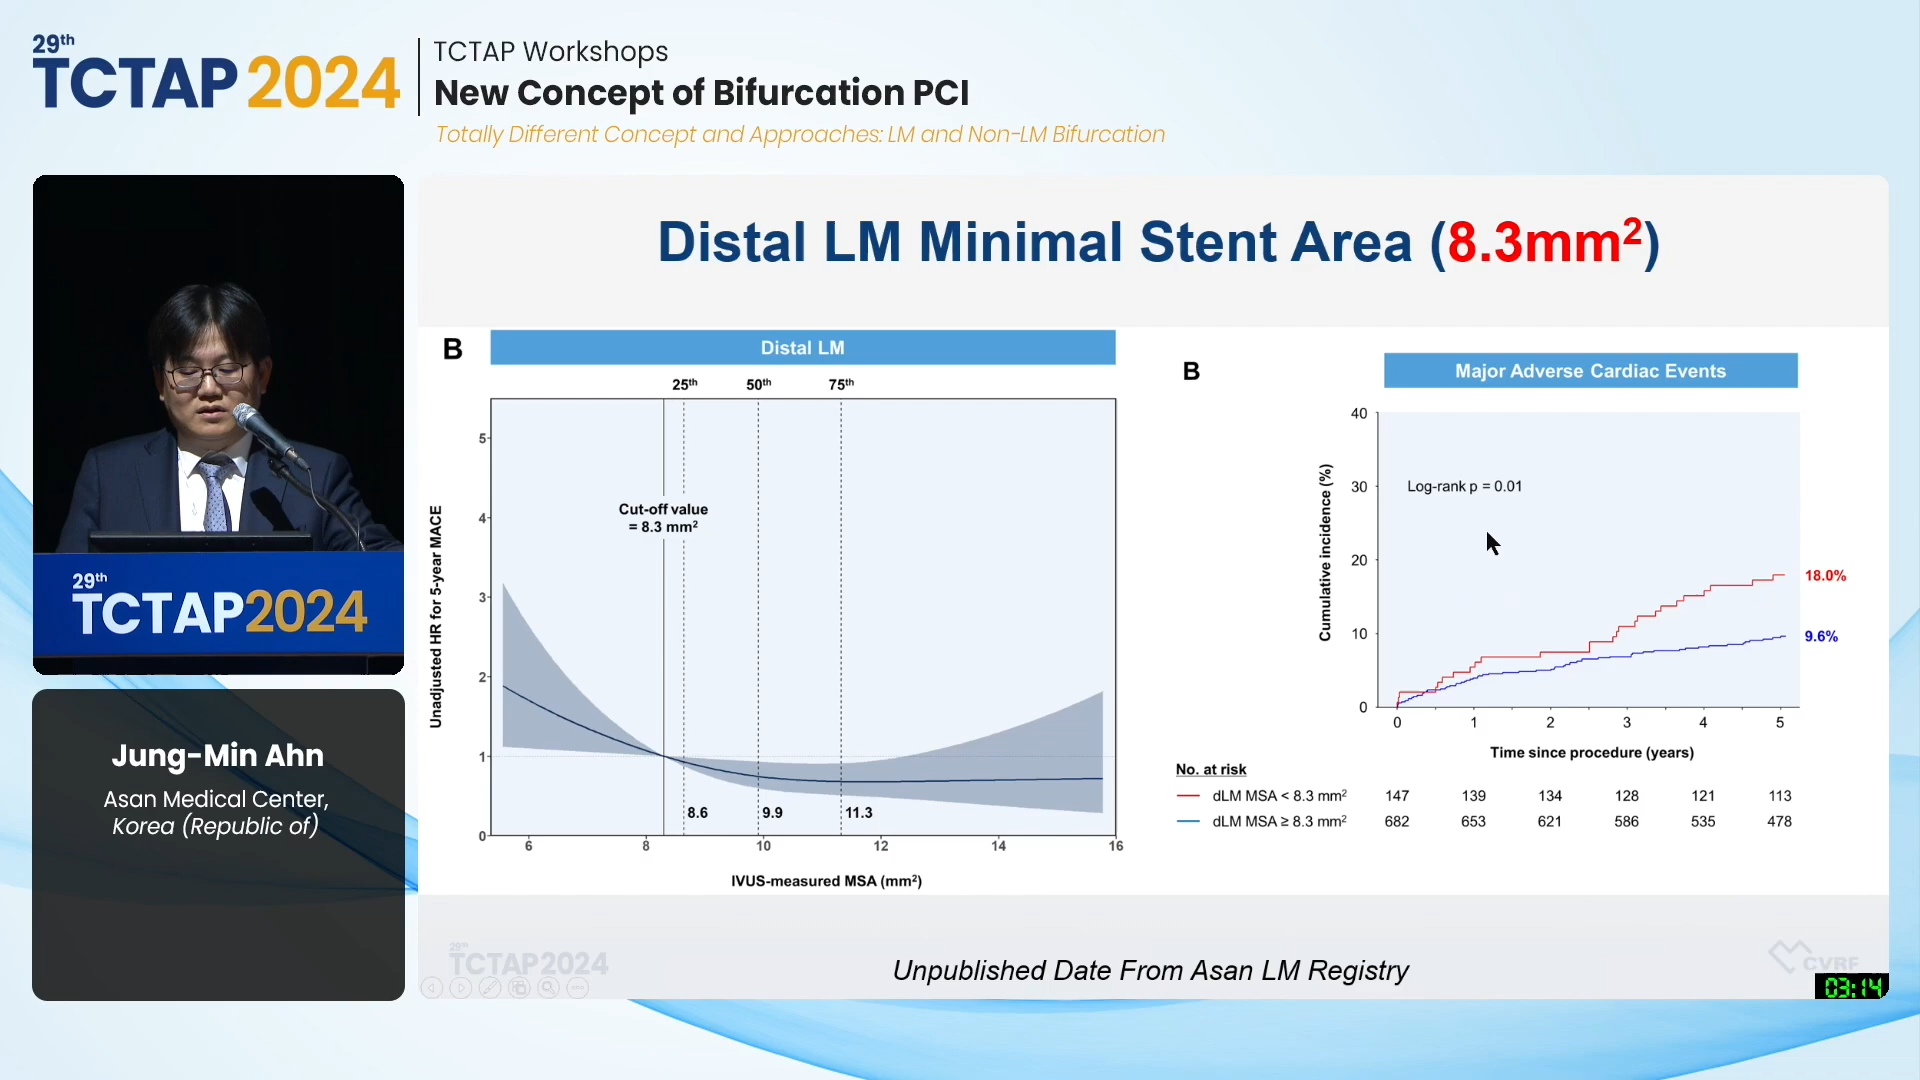 29th
TCTAP 2024
TCTAP Workshops
New Concept of Bifurcation PCI
Totally Different Concept and Approaches: LM and Non-LM Bifurcation
29th
TCTAP2024
Jung-Min Ahn
Asan Medical Center,
Korea (Republic of)
Distal LM Minimal Stent Area (8.3mm²)
B
Distal LM
25th 50th 75th
Cut-off value
= 8.3 mm²
Unadjusted HR for 5-year MACE
5
4
3
2
1
0
8.6 9.9 11.3
6 8 10 12 14 16
IVUS-measured MSA (mm²)
B
Major Adverse Cardiac Events
Cumulative incidence (%)
40
30
20
10
0
Log-rank p = 0.01
18.0%
9.6%
0 1 2 3 4 5
Time since procedure (years)
No. at risk
dLM MSA < 8.3 mm² 147 139 134 128 121 113
dLM MSA ≥ 8.3 mm² 682 653 621 586 535 478
29th
TCTAP2024
Unpublished Date From Asan LM Registry
CVRF
03:14